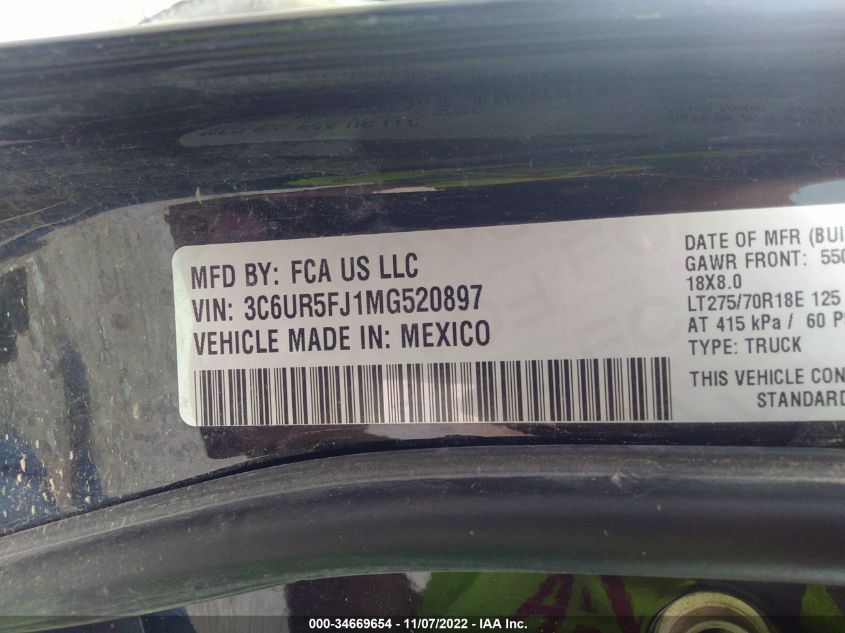 MFD BY: FCA US LLC
VIN: 3C6UR5FJ1MG520897
VEHICLE MADE IN: MEXICO
DATE OF MFR (BUI
GAWR FRONT: 550
18X8.0
LT275/70R18E 125
AT 415 kPa / 60 P
TYPE: TRUCK
THIS VEHICLE CON
STANDARD
000-34669654 - 11/07/2022 - IAA Inc.